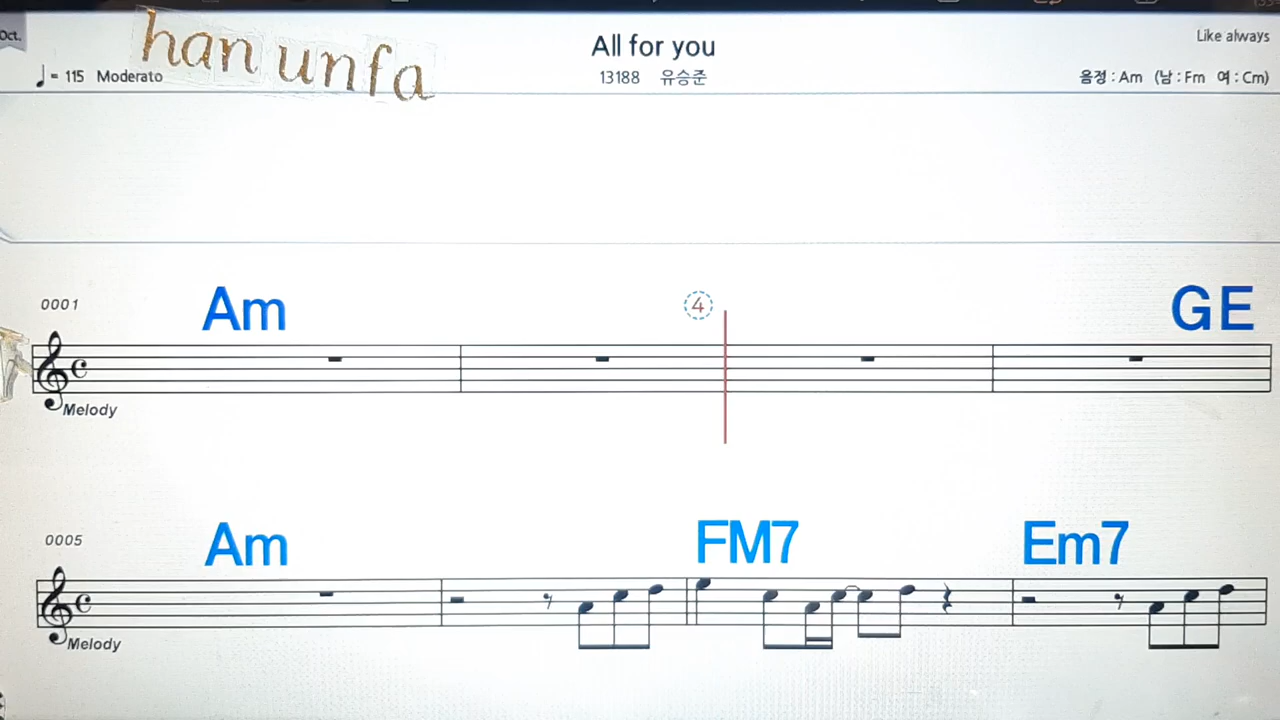 Oct.
han unfa
All for you
Like always
= 115 Moderato
13188 유승준
음정 : Am (남 : Fm 여 : Cm)
0001
Am
4
G E
Melody
0005
Am
FM7
Em7
Melody